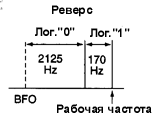 Реверс
Лог."0" Лог."1"
2125 Hz
170 Hz
BFO
Рабочая частота